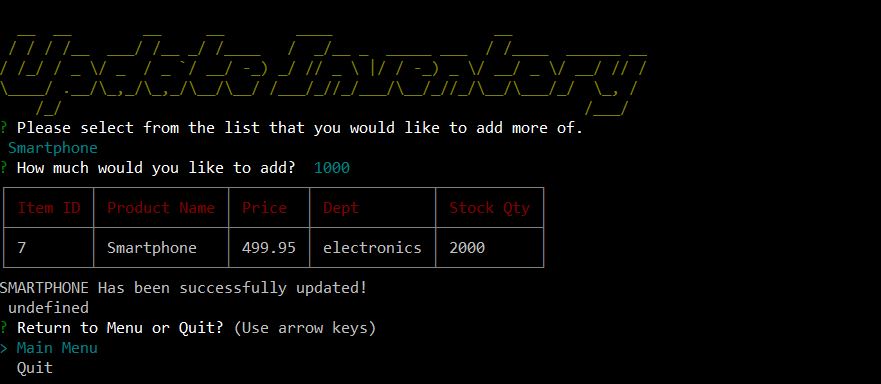 Update Inventory
? Please select from the list that you would like to add more of.
Smartphone
? How much would you like to add? 1000
Item ID Product Name Price Dept Stock Qty
7 Smartphone 499.95 electronics 2000
SMARTPHONE Has been successfully updated!
undefined
? Return to Menu or Quit? (Use arrow keys)
> Main Menu
Quit